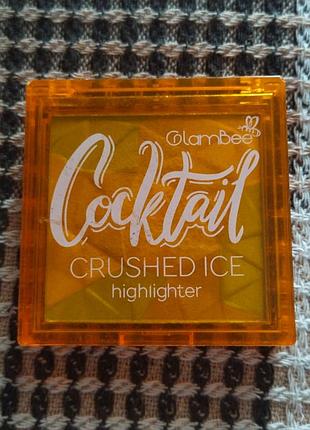 GlamBee
Cocktail
CRUSHED ICE
highlighter